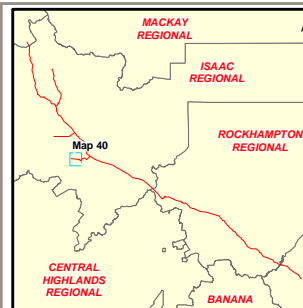 MACKAY
REGIONAL
ISAAC
REGIONAL
ROCKHAMPTON
REGIONAL
Map 40
CENTRAL
HIGHLANDS
REGIONAL
BANANA